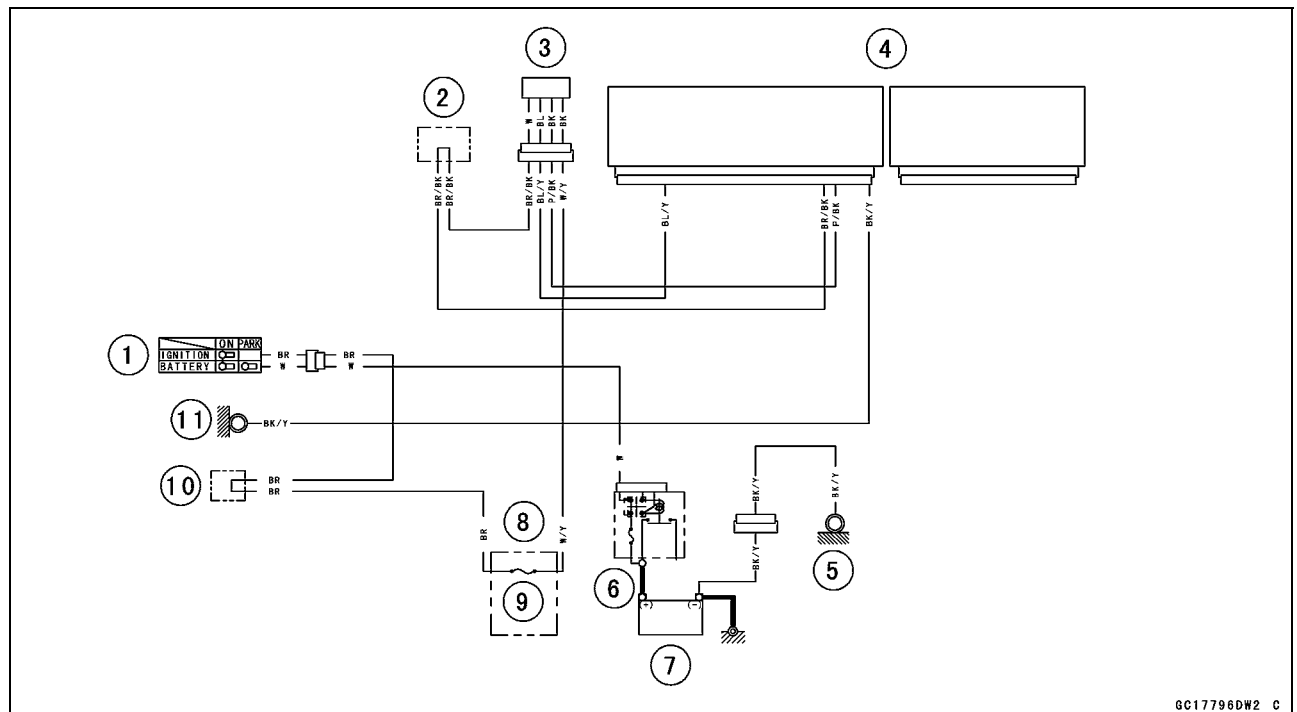 3
4
2
W
BL
BK
BK
BR/BK
BR/BK
BR/BK
BL/Y
P/BK
W/Y
BL/Y
BR/BK
P/BK
BK/Y
1
ON PARK
IGNITION
BATTERY
BR
W
BR
W
11
BK/Y
10
BR
BR
W
BK/Y
BK/Y
BK/Y
BR
W/Y
8
9
6
5
(+)
(-)
7
GC17796DW2 C